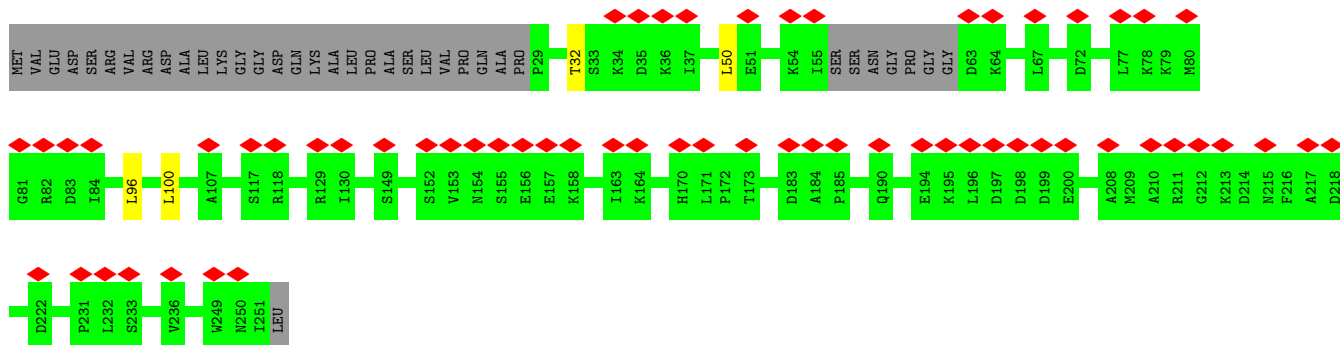 MET VAL GLU ASP SER ARG VAL ARG ASP ALA LEU LYS GLY GLY ASP GLN LYS ALA LEU PRO ALA SER LEU VAL PRO GLN ALA PRO P29 T32 S33 K34 D35 K36 I37 L50 E51 K54 I55 SER SER ASN GLY PRO GLY GLY D63 K64 L67 D72 L77 K78 K79 M80
G81 R82 D83 I84 L96 L100 A107 S117 R118 R129 I130 S149 S152 V153 N154 S155 E156 E157 K158 I163 K164 H170 L171 P172 T173 D183 A184 P185 Q190 E194 K195 L196 D197 D198 D199 E200 A208 M209 A210 R211 G212 K213 D214 N215 F216 A217 D218
D222 P231 L232 S233 V236 W249 N250 I251 LEU